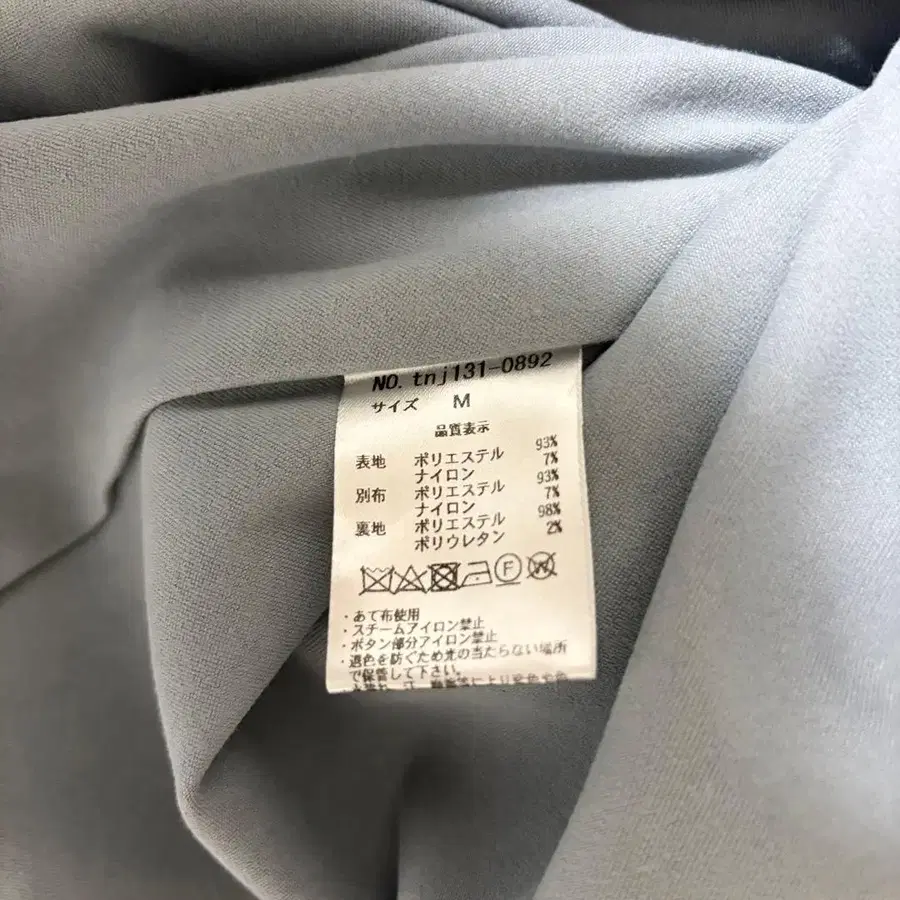 NO. tnj131-0892
サイズ M
品質表示
表地 ポリエステル 93%
ナイロン 7%
別布 ポリエステル 93%
ナイロン 7%
裏地 ポリエステル 98%
ポリウレタン 2%
F
・あて布使用
・スチームアイロン禁止
・ボタン部分アイロン禁止
・退色を防ぐため光の当たらない場所
で保管して下さい。